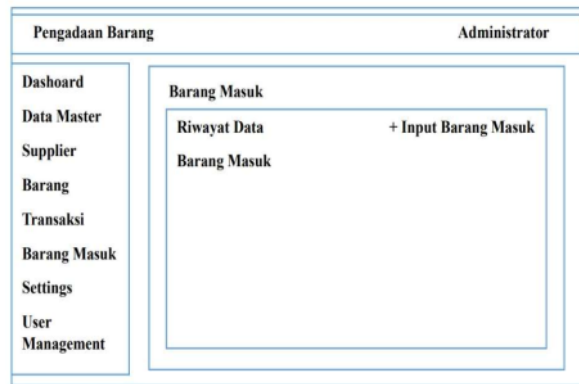 Pengadaan Barang
Administrator
Dashoard
Data Master
Supplier
Barang
Transaksi
Barang Masuk
Settings
User
Management
Barang Masuk
Riwayat Data
+ Input Barang Masuk
Barang Masuk